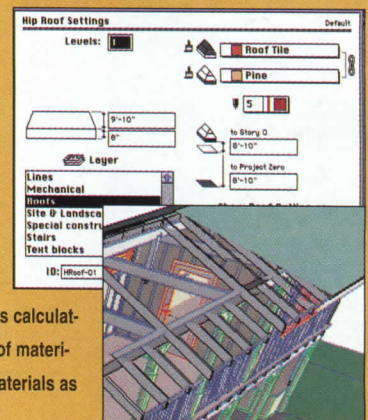 Hip Roof Settings
Default
Levels: 1
Roof Tile
Pine
5
9'-10"
8"
to Story 0
8'-10"
to Project Zero
8'-10"
Layer
Lines
Mechanical
Roofs
Site & Landsca
Special constru
Stairs
Text blocks
ID: HRoof-01
s calculat-
of materi-
aterials as